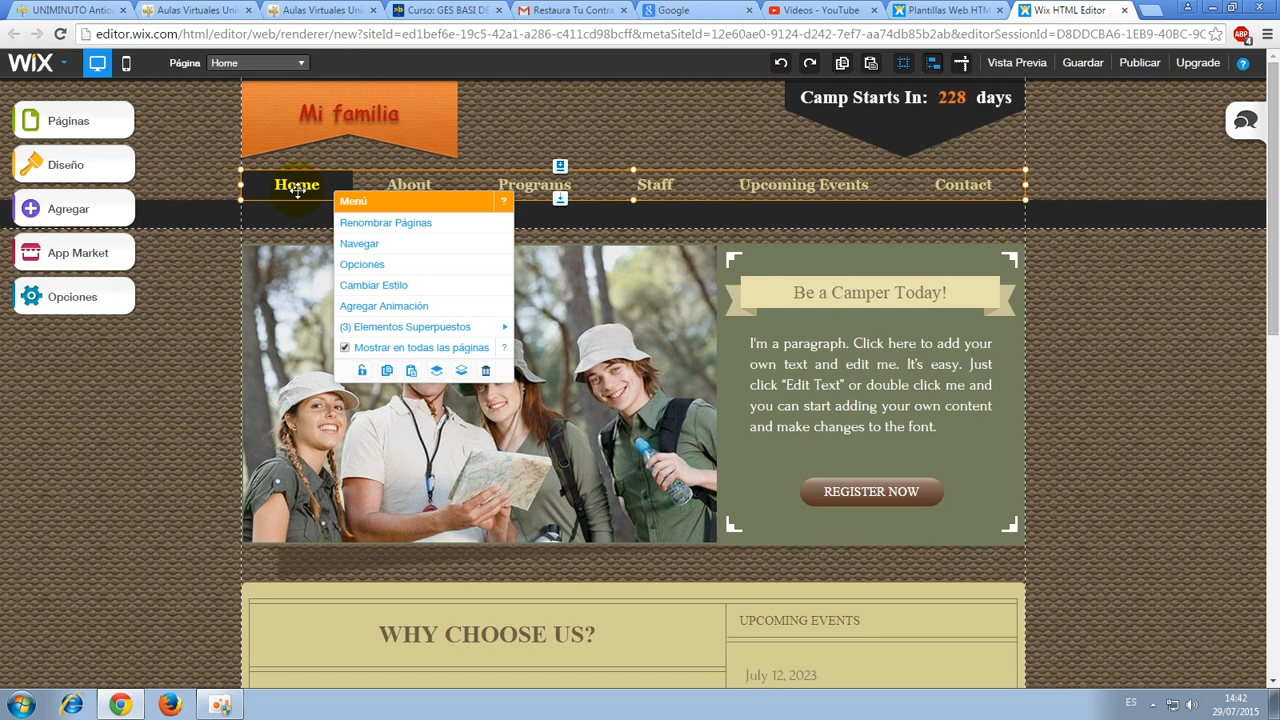 UNIMINUTO Antio
Aulas Virtuales Uni
Aulas Virtuales Uni
Curso: GES BASI DE
Restaura Tu Contra
Google
Videos - YouTube
Plantillas Web HTM
Wix HTML Editor
editor.wix.com/html/editor/web/renderer/new?siteId=ed1bef6e-19c5-42a1-a2a6-c411cd98bcff&metaSiteId=12e60ae0-9124-d242-7ef7-aa74db85b2ab&editorSessionId=D8DDCBA6-1EB9-40BC-9C
ABP
4
WiX
Página
Home
Vista Previa
Guardar
Publicar
Upgrade
?
Páginas
Diseño
Agregar
App Market
Opciones
Mi familia
Camp Starts In: 228 days
Home
About
Programs
Staff
Upcoming Events
Contact
Menú
?
Renombrar Páginas
Navegar
Opciones
Cambiar Estilo
Agregar Animación
(3) Elementos Superpuestos
Mostrar en todas las páginas
?
Be a Camper Today!
I'm a paragraph. Click here to add your
own text and edit me. It's easy. Just
click "Edit Text" or double click me and
you can start adding your own content
and make changes to the font.
REGISTER NOW
WHY CHOOSE US?
UPCOMING EVENTS
July 12, 2023
ES
14:42
29/07/2015